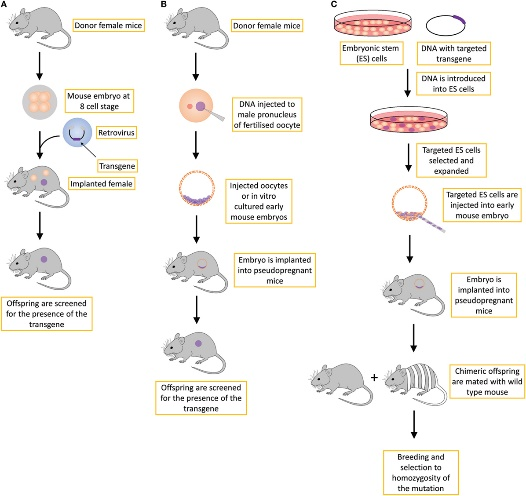 A
Donor female mice
Mouse embryo at
8 cell stage
Retrovirus
Transgene
Implanted female
Offspring are screened
for the presence of the
transgene
B
Donor female mice
DNA injected to
male pronucleus
of fertilised oocyte
Injected oocytes
or in vitro
cultured early
mouse embryos
Embryo is implanted
into pseudopregnant
mice
Offspring are screened
for the presence of the
transgene
C
Embryonic stem
(ES) cells
DNA with targeted
transgene
DNA is introduced
into ES cells
Targeted ES cells
selected and
expanded
Targeted ES cells are
injected into early
mouse embryo
Embryo is
implanted into
pseudopregnant
mice
+
Chimeric offspring
are mated with wild
type mouse
Breeding and
selection to
homozygosity of
the mutation